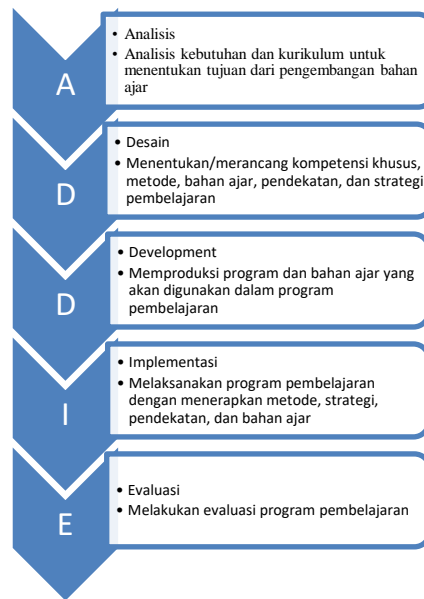 A
• Analisis
• Analisis kebutuhan dan kurikulum untuk
menentukan tujuan dari pengembangan bahan
ajar
D
• Desain
• Menentukan/merancang kompetensi khusus,
metode, bahan ajar, pendekatan, dan strategi
pembelajaran
D
• Development
• Memproduksi program dan bahan ajar yang
akan digunakan dalam program
pembelajaran
I
• Implementasi
• Melaksanakan program pembelajaran
dengan menerapkan metode, strategi,
pendekatan, dan bahan ajar
E
• Evaluasi
• Melakukan evaluasi program pembelajaran